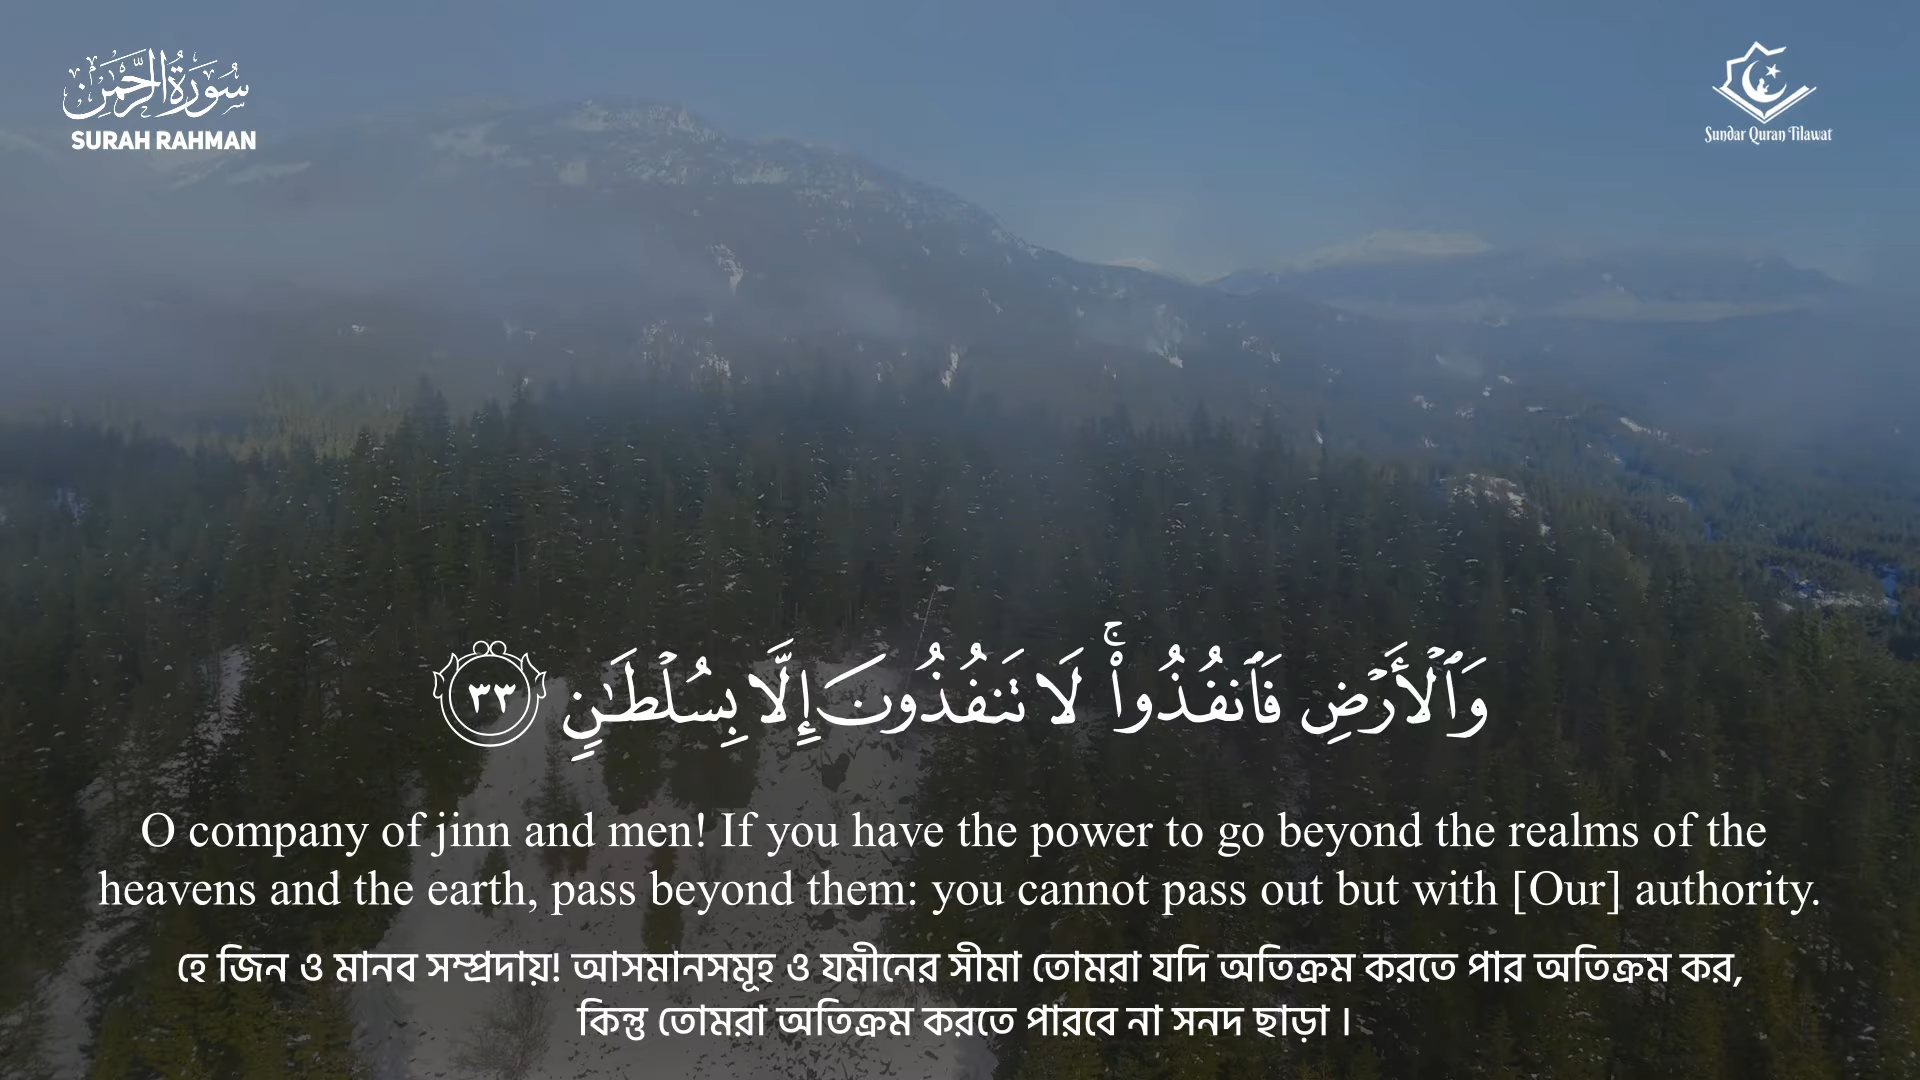 سُورَةُ الرَّحْمٰن
SURAH RAHMAN
Sundar Quran Tilawat
وَٱلْأَرْضِ فَٱنفُذُوا۟ ۚ لَا تَنفُذُونَ إِلَّا بِسُلْطَـٰنٍ ٣٣
O company of jinn and men! If you have the power to go beyond the realms of the
heavens and the earth, pass beyond them: you cannot pass out but with [Our] authority.
হে জিন ও মানব সম্প্রদায়! আসমানসমূহ ও যমীনের সীমা তোমরা যদি অতিক্রম করতে পার অতিক্রম কর,
কিন্তু তোমরা অতিক্রম করতে পারবে না সনদ ছাড়া ।